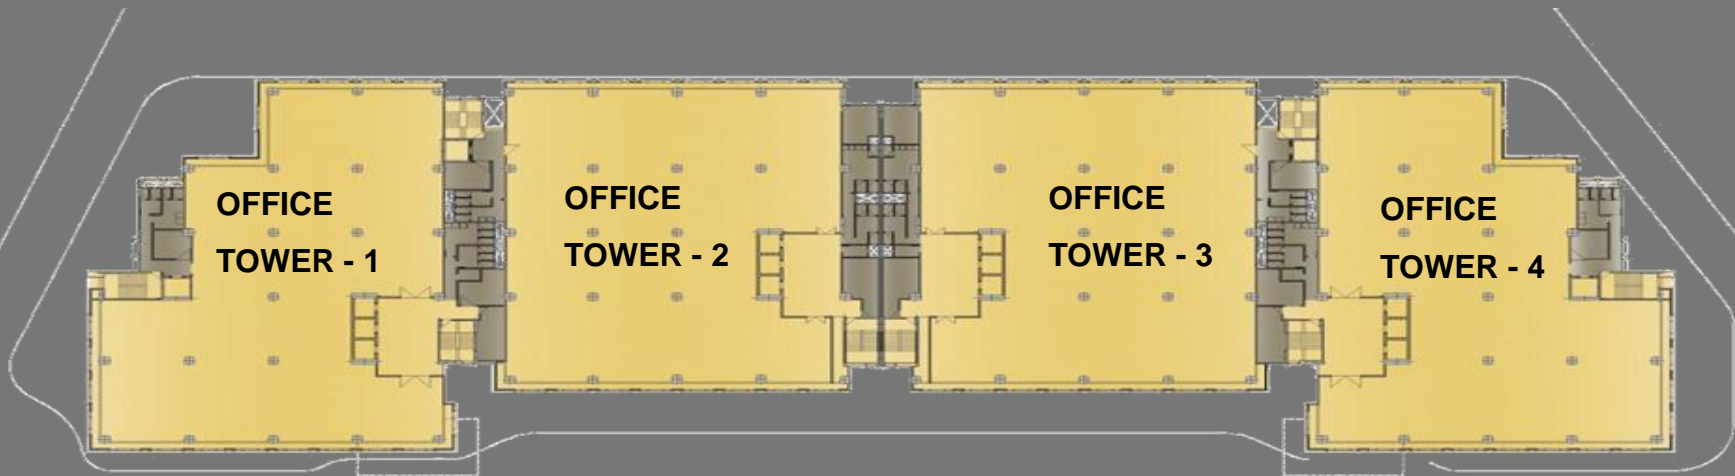 OFFICE
TOWER - 1
OFFICE
TOWER - 2
OFFICE
TOWER - 3
OFFICE
TOWER - 4